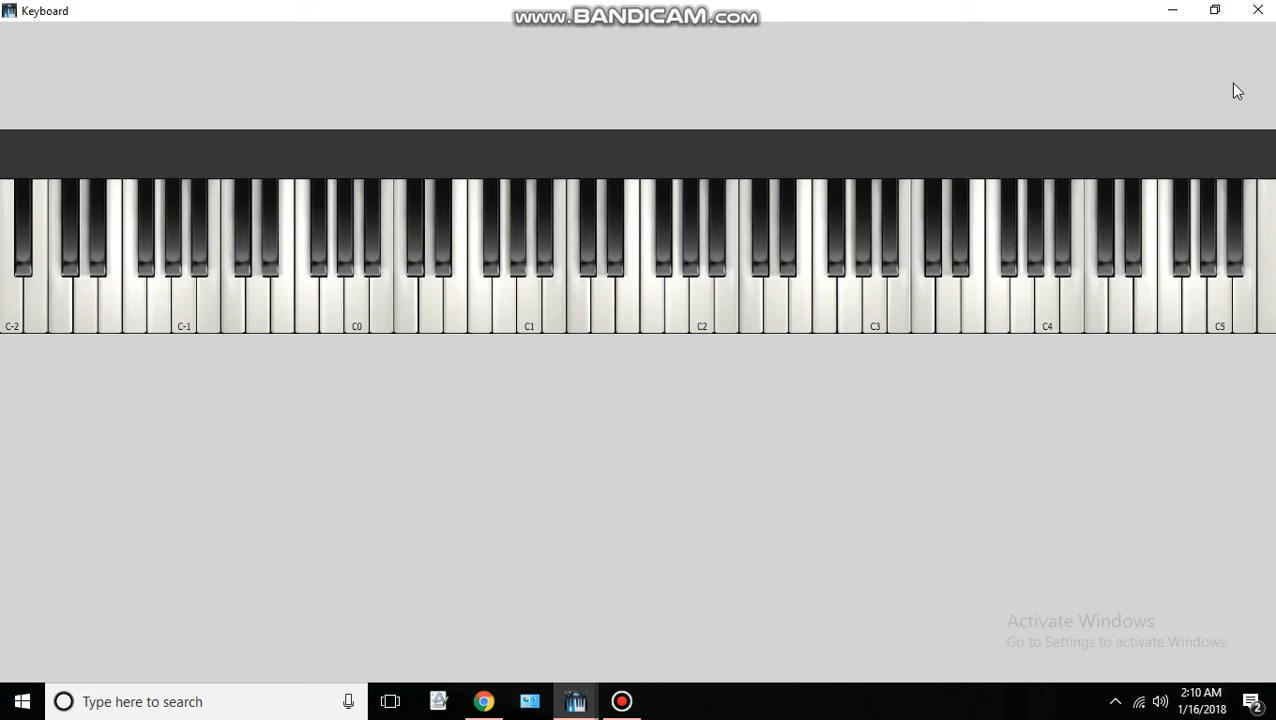 Keyboard
www.BANDICAM.com
C-2 C-1 C0 C1 C2 C3 C4 C5
Activate Windows
Go to Settings to activate Windows.
Type here to search
2:10 AM
1/16/2018
2